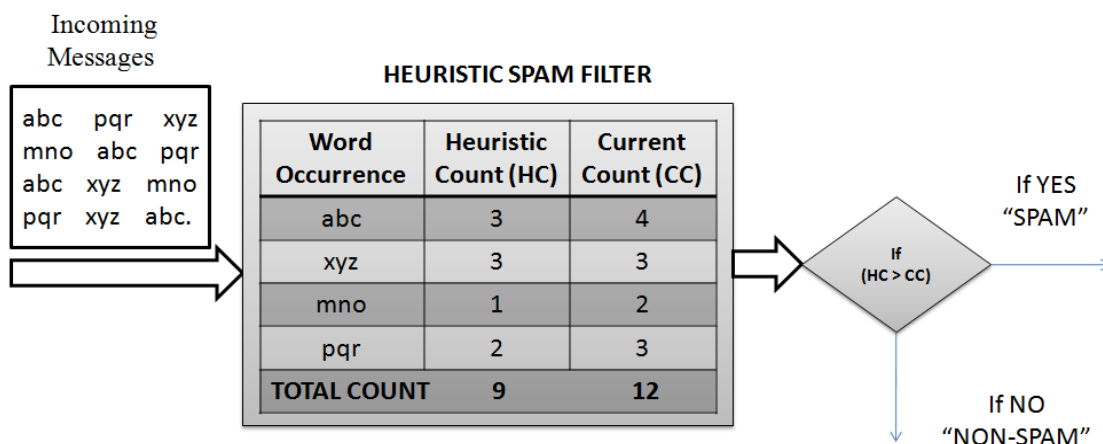 Incoming
Messages
abc pqr xyz
mno abc pqr
abc xyz mno
pqr xyz abc.
HEURISTIC SPAM FILTER
Word Occurrence Heuristic Count (HC) Current Count (CC)
abc 3 4
xyz 3 3
mno 1 2
pqr 2 3
TOTAL COUNT 9 12
If
(HC > CC)
If YES
“SPAM”
If NO
“NON-SPAM”